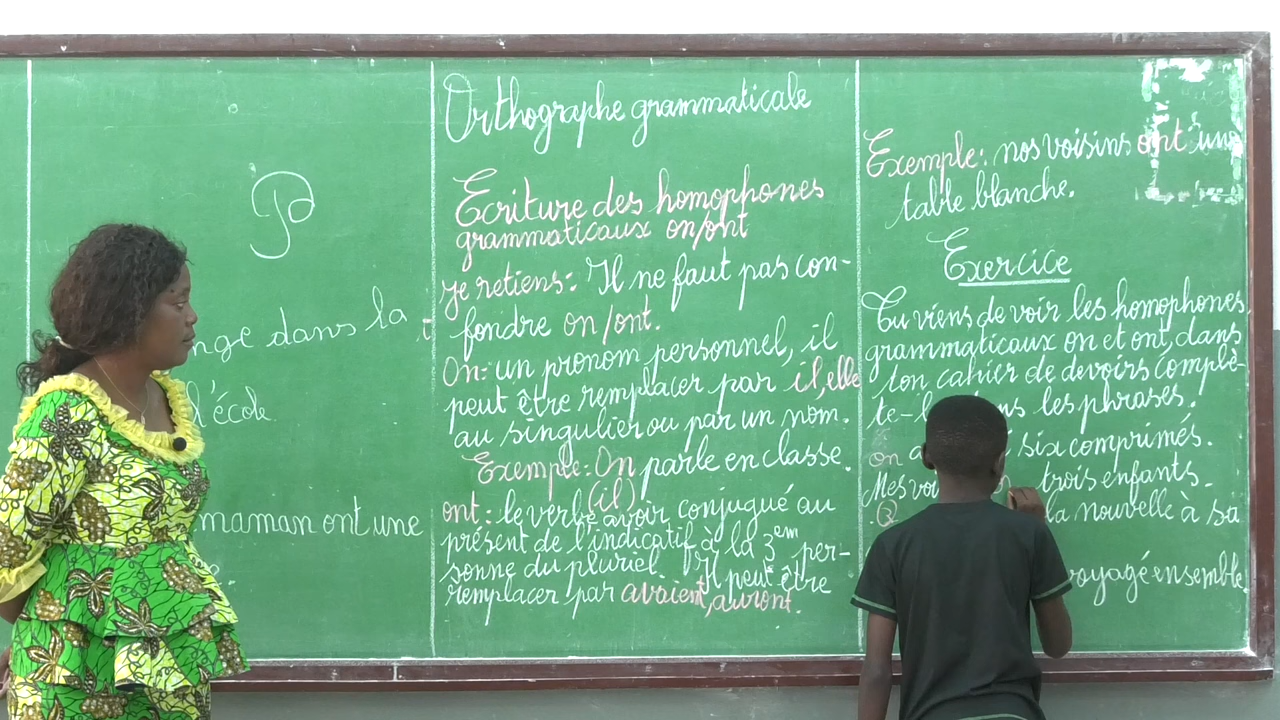 dans la
l'école
maman ont une
Orthographe grammaticale
Ecriture des homophones
grammaticaux on/ont
je retiens: Il ne faut pas con-
fondre on/ont.
On: un pronom personnel, il
peut être remplacer par il, elle
au singulier ou par un nom.
Exemple: On parle en classe.
(il)
ont: le verbe avoir conjugué au
présent de l'indicatif à la 3em per-
sonne du pluriel. Il peut être
remplacer par avaient, auront.
Exemple: nos voisins ont une
table blanche.
Exercice
Tu viens de voir les homophones
grammaticaux on et ont, dans
ton cahier de devoirs complè-
te- les phrases.
on six comprimés.
Mes trois enfants.
la nouvelle à sa
voyagé ensemble